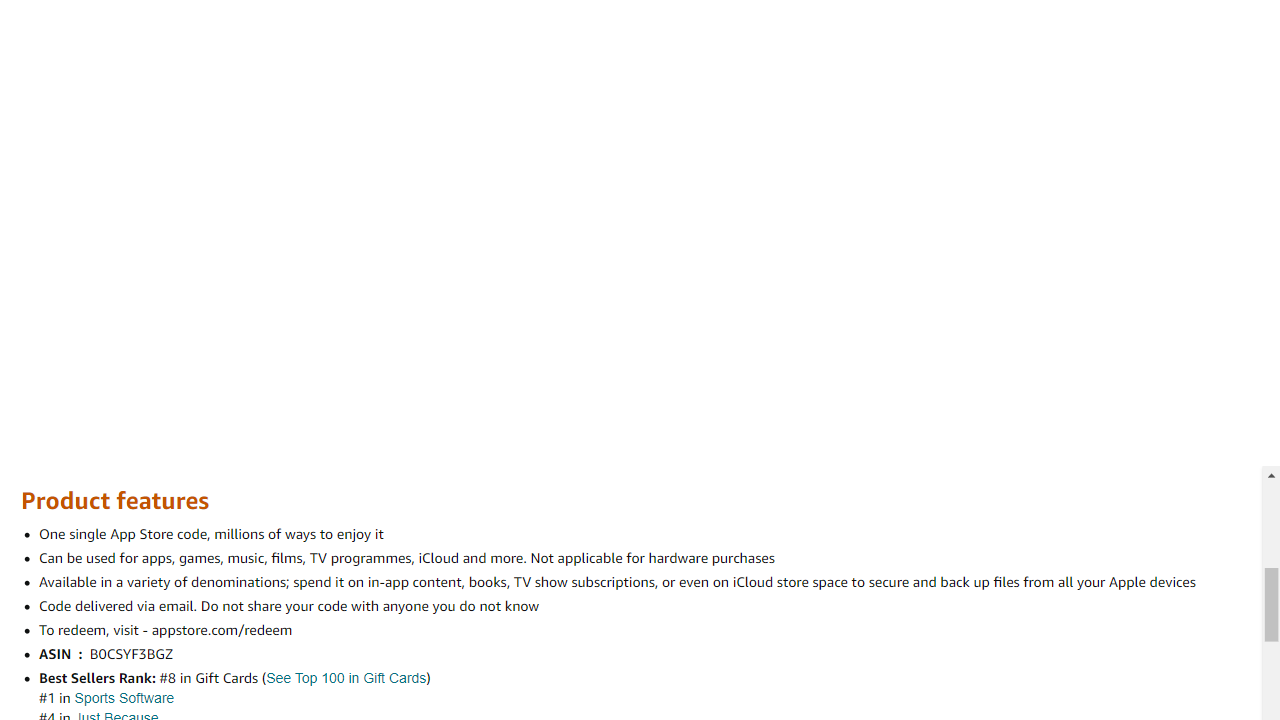 Product features
One single App Store code, millions of ways to enjoy it
Can be used for apps, games, music, films, TV programmes, iCloud and more. Not applicable for hardware purchases
Available in a variety of denominations; spend it on in-app content, books, TV show subscriptions, or even on iCloud store space to secure and back up files from all your Apple devices
Code delivered via email. Do not share your code with anyone you do not know
To redeem, visit - appstore.com/redeem
ASIN : B0CSYF3BGZ
Best Sellers Rank: #8 in Gift Cards (See Top 100 in Gift Cards)
#1 in Sports Software
#4 in Just Because